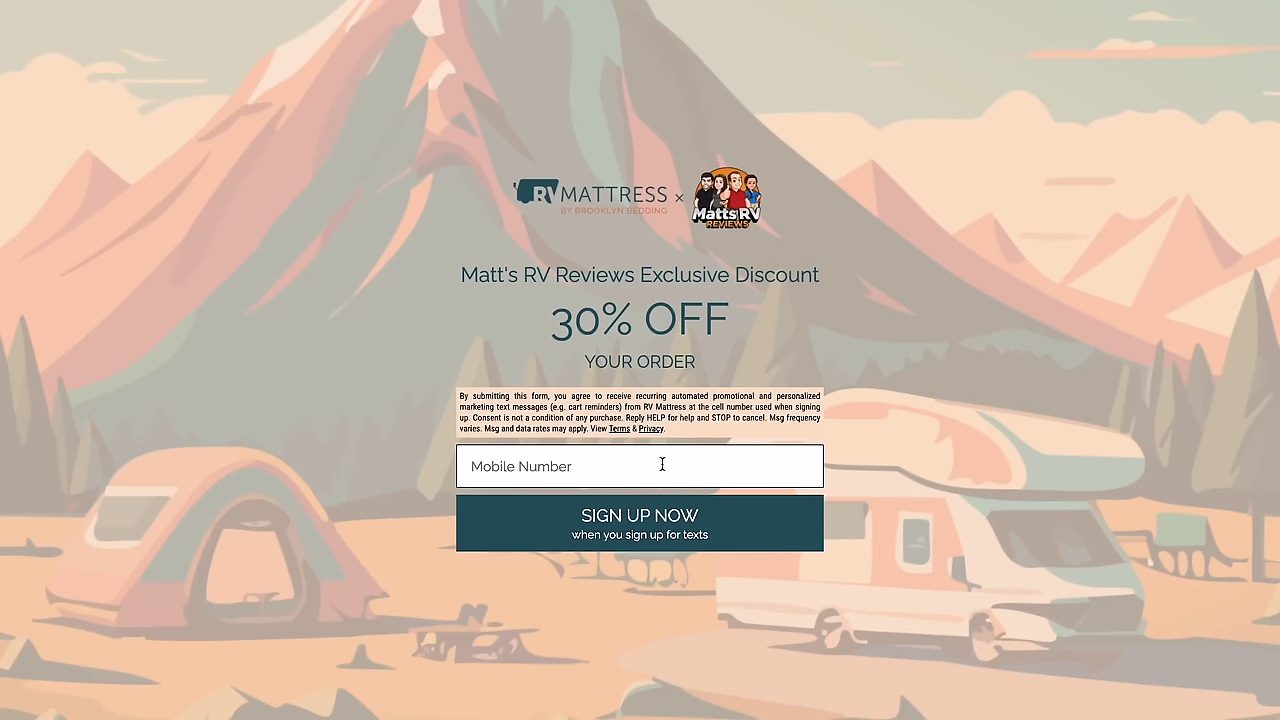 RV MATTRESS
BY BROOKLYN BEDDING
×
Matts RV
REVIEWS
Matt's RV Reviews Exclusive Discount
30% OFF
YOUR ORDER
By submitting this form, you agree to receive recurring automated promotional and personalized
marketing text messages (e.g. cart reminders) from RV Mattress at the cell number used when signing
up. Consent is not a condition of any purchase. Reply HELP for help and STOP to cancel. Msg frequency
varies. Msg and data rates may apply. View Terms & Privacy.
Mobile Number
SIGN UP NOW
when you sign up for texts